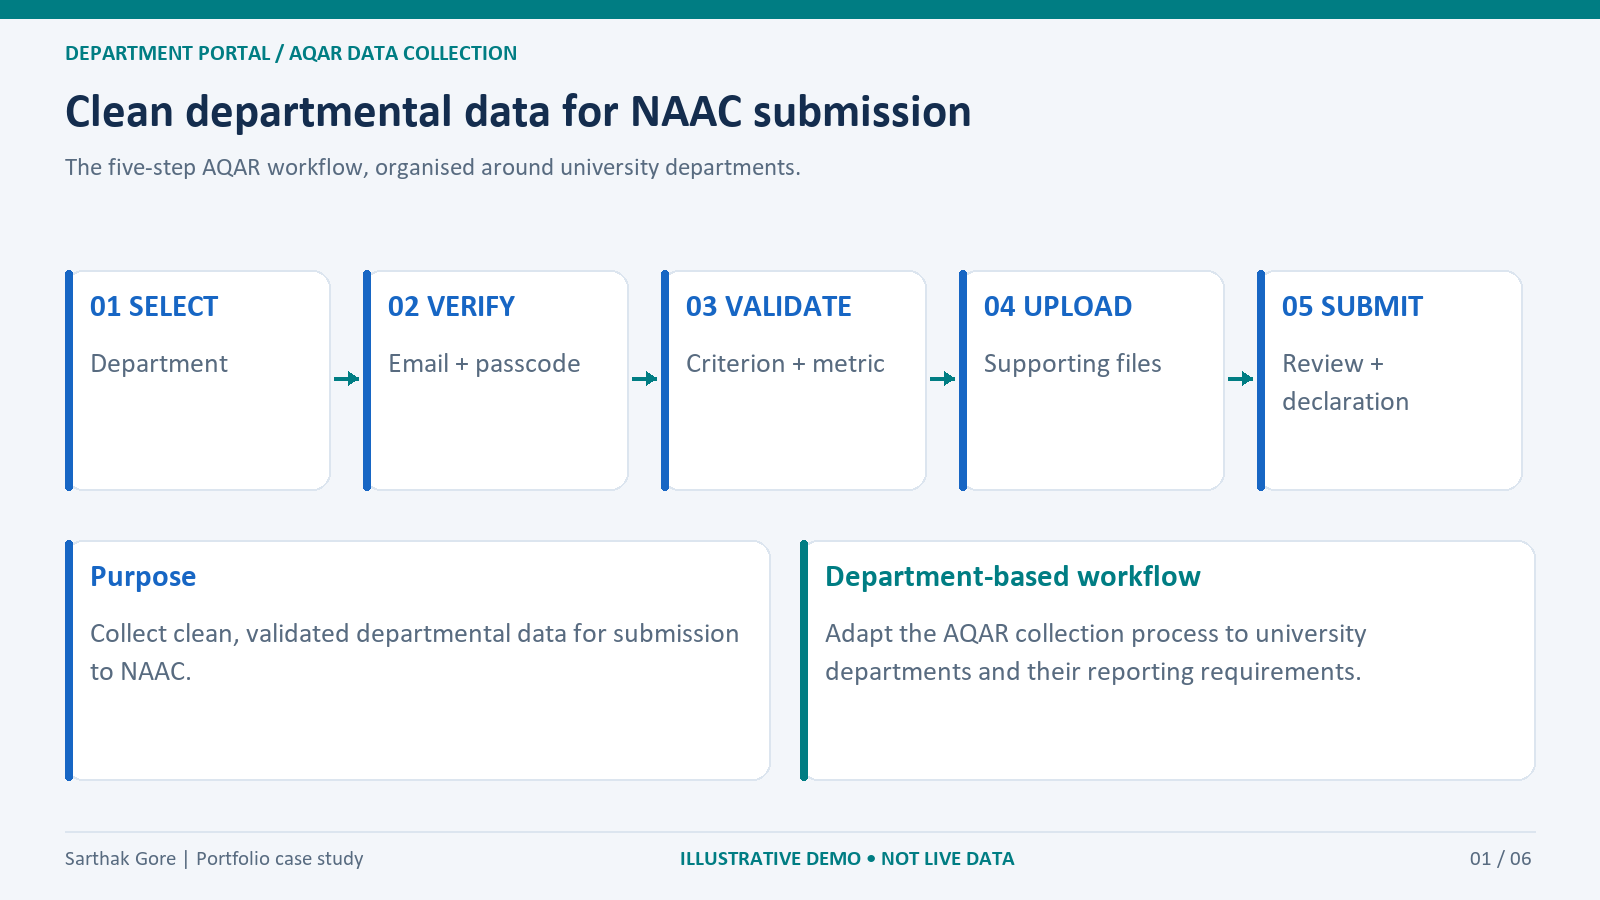 DEPARTMENT PORTAL / AQAR DATA COLLECTION
Clean departmental data for NAAC submission
The five-step AQAR workflow, organised around university departments.
01 SELECT
Department
02 VERIFY
Email + passcode
03 VALIDATE
Criterion + metric
04 UPLOAD
Supporting files
05 SUBMIT
Review +
declaration
Purpose
Collect clean, validated departmental data for submission
to NAAC.
Department-based workflow
Adapt the AQAR collection process to university
departments and their reporting requirements.
Sarthak Gore | Portfolio case study
ILLUSTRATIVE DEMO • NOT LIVE DATA
01 / 06